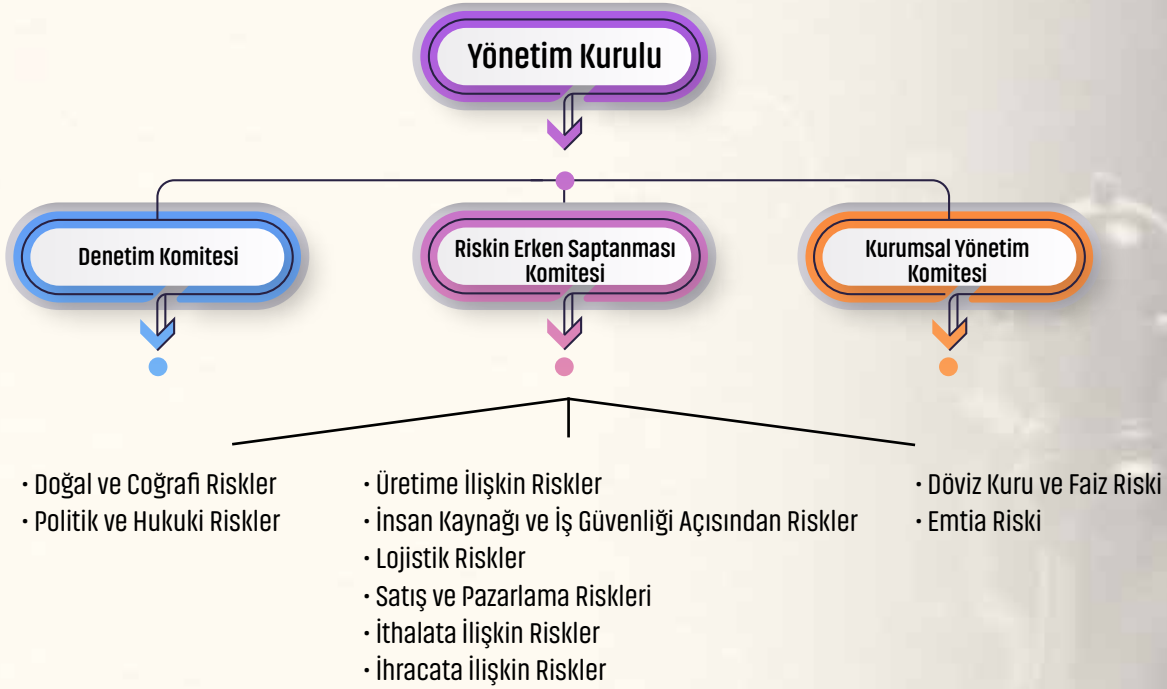 Yönetim Kurulu
Denetim Komitesi
Riskin Erken Saptanması
Komitesi
Kurumsal Yönetim
Komitesi
• Doğal ve Coğrafi Riskler
• Politik ve Hukuki Riskler
• Üretime İlişkin Riskler
• İnsan Kaynağı ve İş Güvenliği Açısından Riskler
• Lojistik Riskler
• Satış ve Pazarlama Riskleri
• İthalata İlişkin Riskler
• İhracata İlişkin Riskler
• Döviz Kuru ve Faiz Riski
• Emtia Riski